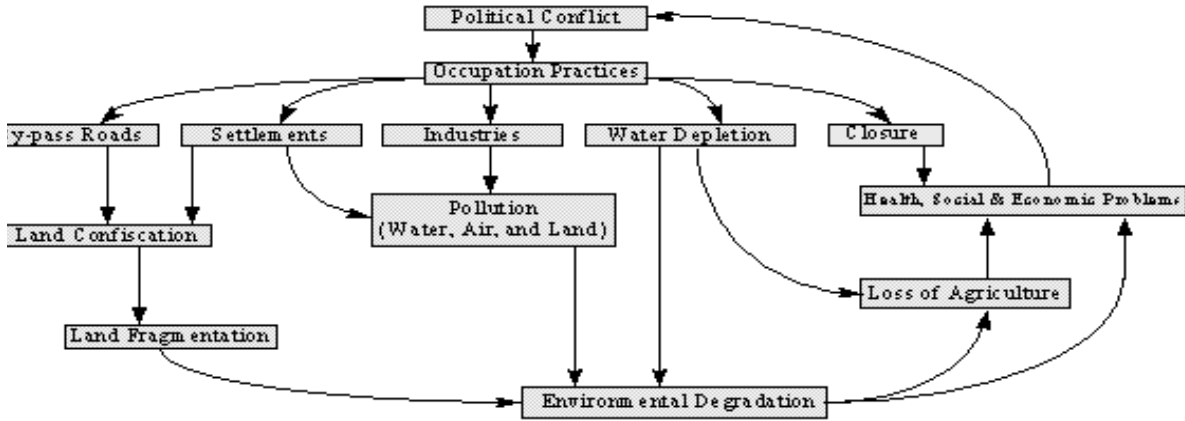 Political Conflict
Occupation Practices
y-pass Roads
Settlements
Industries
Water Depletion
Closure
Pollution
(Water, Air, and Land)
Health, Social & Economic Problems
Land Confiscation
Loss of Agriculture
Land Fragmentation
Environmental Degradation